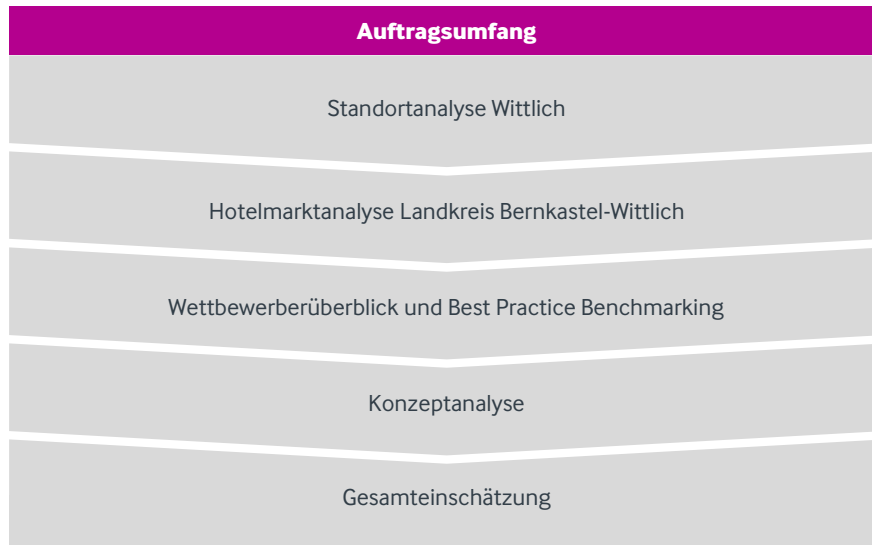 Auftragsumfang
Standortanalyse Wittlich
Hotelmarktanalyse Landkreis Bernkastel-Wittlich
Wettbewerberüberblick und Best Practice Benchmarking
Konzeptanalyse
Gesamteinschätzung